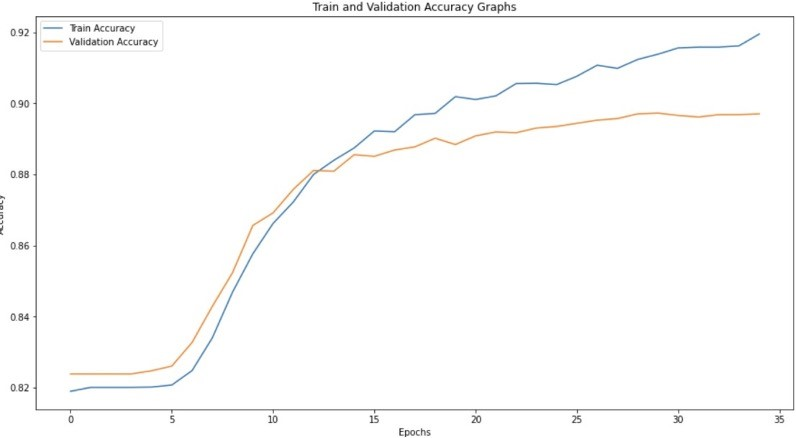 Train and Validation Accuracy Graphs
Train Accuracy
Validation Accuracy
0.92
0.90
0.88
0.86
0.84
0.82
Accuracy
0 5 10 15 20 25 30 35
Epochs